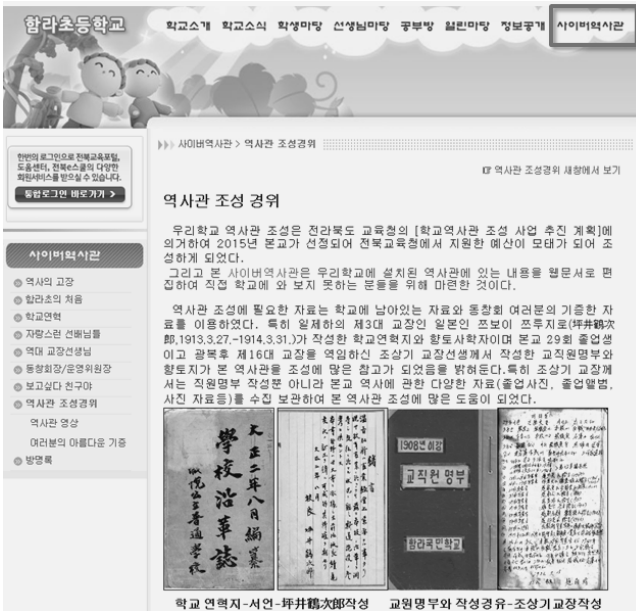 함라초등학교
학교소개 학교소식 학생마당 선생님마당 공부방 열린마당 정보공개 사이버역사관
한번의 로그인으로 전북교육포털,
도움센터, 전북e스쿨의 다양한
회원서비스를 받으실 수 있습니다.
통합로그인 바로가기 >
사이버역사관
역사의 고장
함라초의 처음
학교연혁
자랑스런 선배님들
역대 교장선생님
동창회장/운영위원장
보고싶다 친구야
역사관 조성경위
역사관 영상
여러분의 아름다운 기증
방명록
사이버역사관 > 역사관 조성경위
역사관 조성경위 새창에서 보기
역사관 조성 경위
우리학교 역사관 조성은 전라북도 교육청의 [학교역사관 조성 사업 추진 계획]에
의거하여 2015년 본교가 선정되어 전북교육청에서 지원한 예산이 모태가 되어 조
성하게 되었다.
그리고 본 사이버역사관은 우리학교에 설치된 역사관에 있는 내용을 웹문서로 편
집하여 직접 학교에 와 보지 못하는 분들을 위해 마련한 것이다.
역사관 조성에 필요한 자료는 학교에 남아있는 자료와 동창회 여러분의 기증한 자
료를 이용하였다. 특히 일제하의 제3대 교장인 일본인 쯔보이 쯔루지로(坪井鶴次
郎,1913.3.27,-1914.3.31.)가 작성한 학교연혁지와 향토사학자이며 본교 29회 졸업생
이고 광복후 제16대 교장을 역임하신 조상기 교장선생께서 작성한 교직원명부와
향토지가 본 역사관을 조성에 많은 참고가 되었음을 밝혀둔다.특히 조상기 교장께
서는 직원명부 작성뿐 아니라 본교 역사에 관한 다양한 자료(졸업사진, 졸업앨범,
사진 자료등)를 수집 보관하여 본 역사관 조성에 많은 도움이 되었다.
大正二年八月編纂
學校沿革誌
咸悅公立普通學校
緖言
1908년 이강
교직원명부
함라국민학교
학교 연혁지-서언-坪井鶴次郎작성
교원명부와 작성경유-조상기교장작성